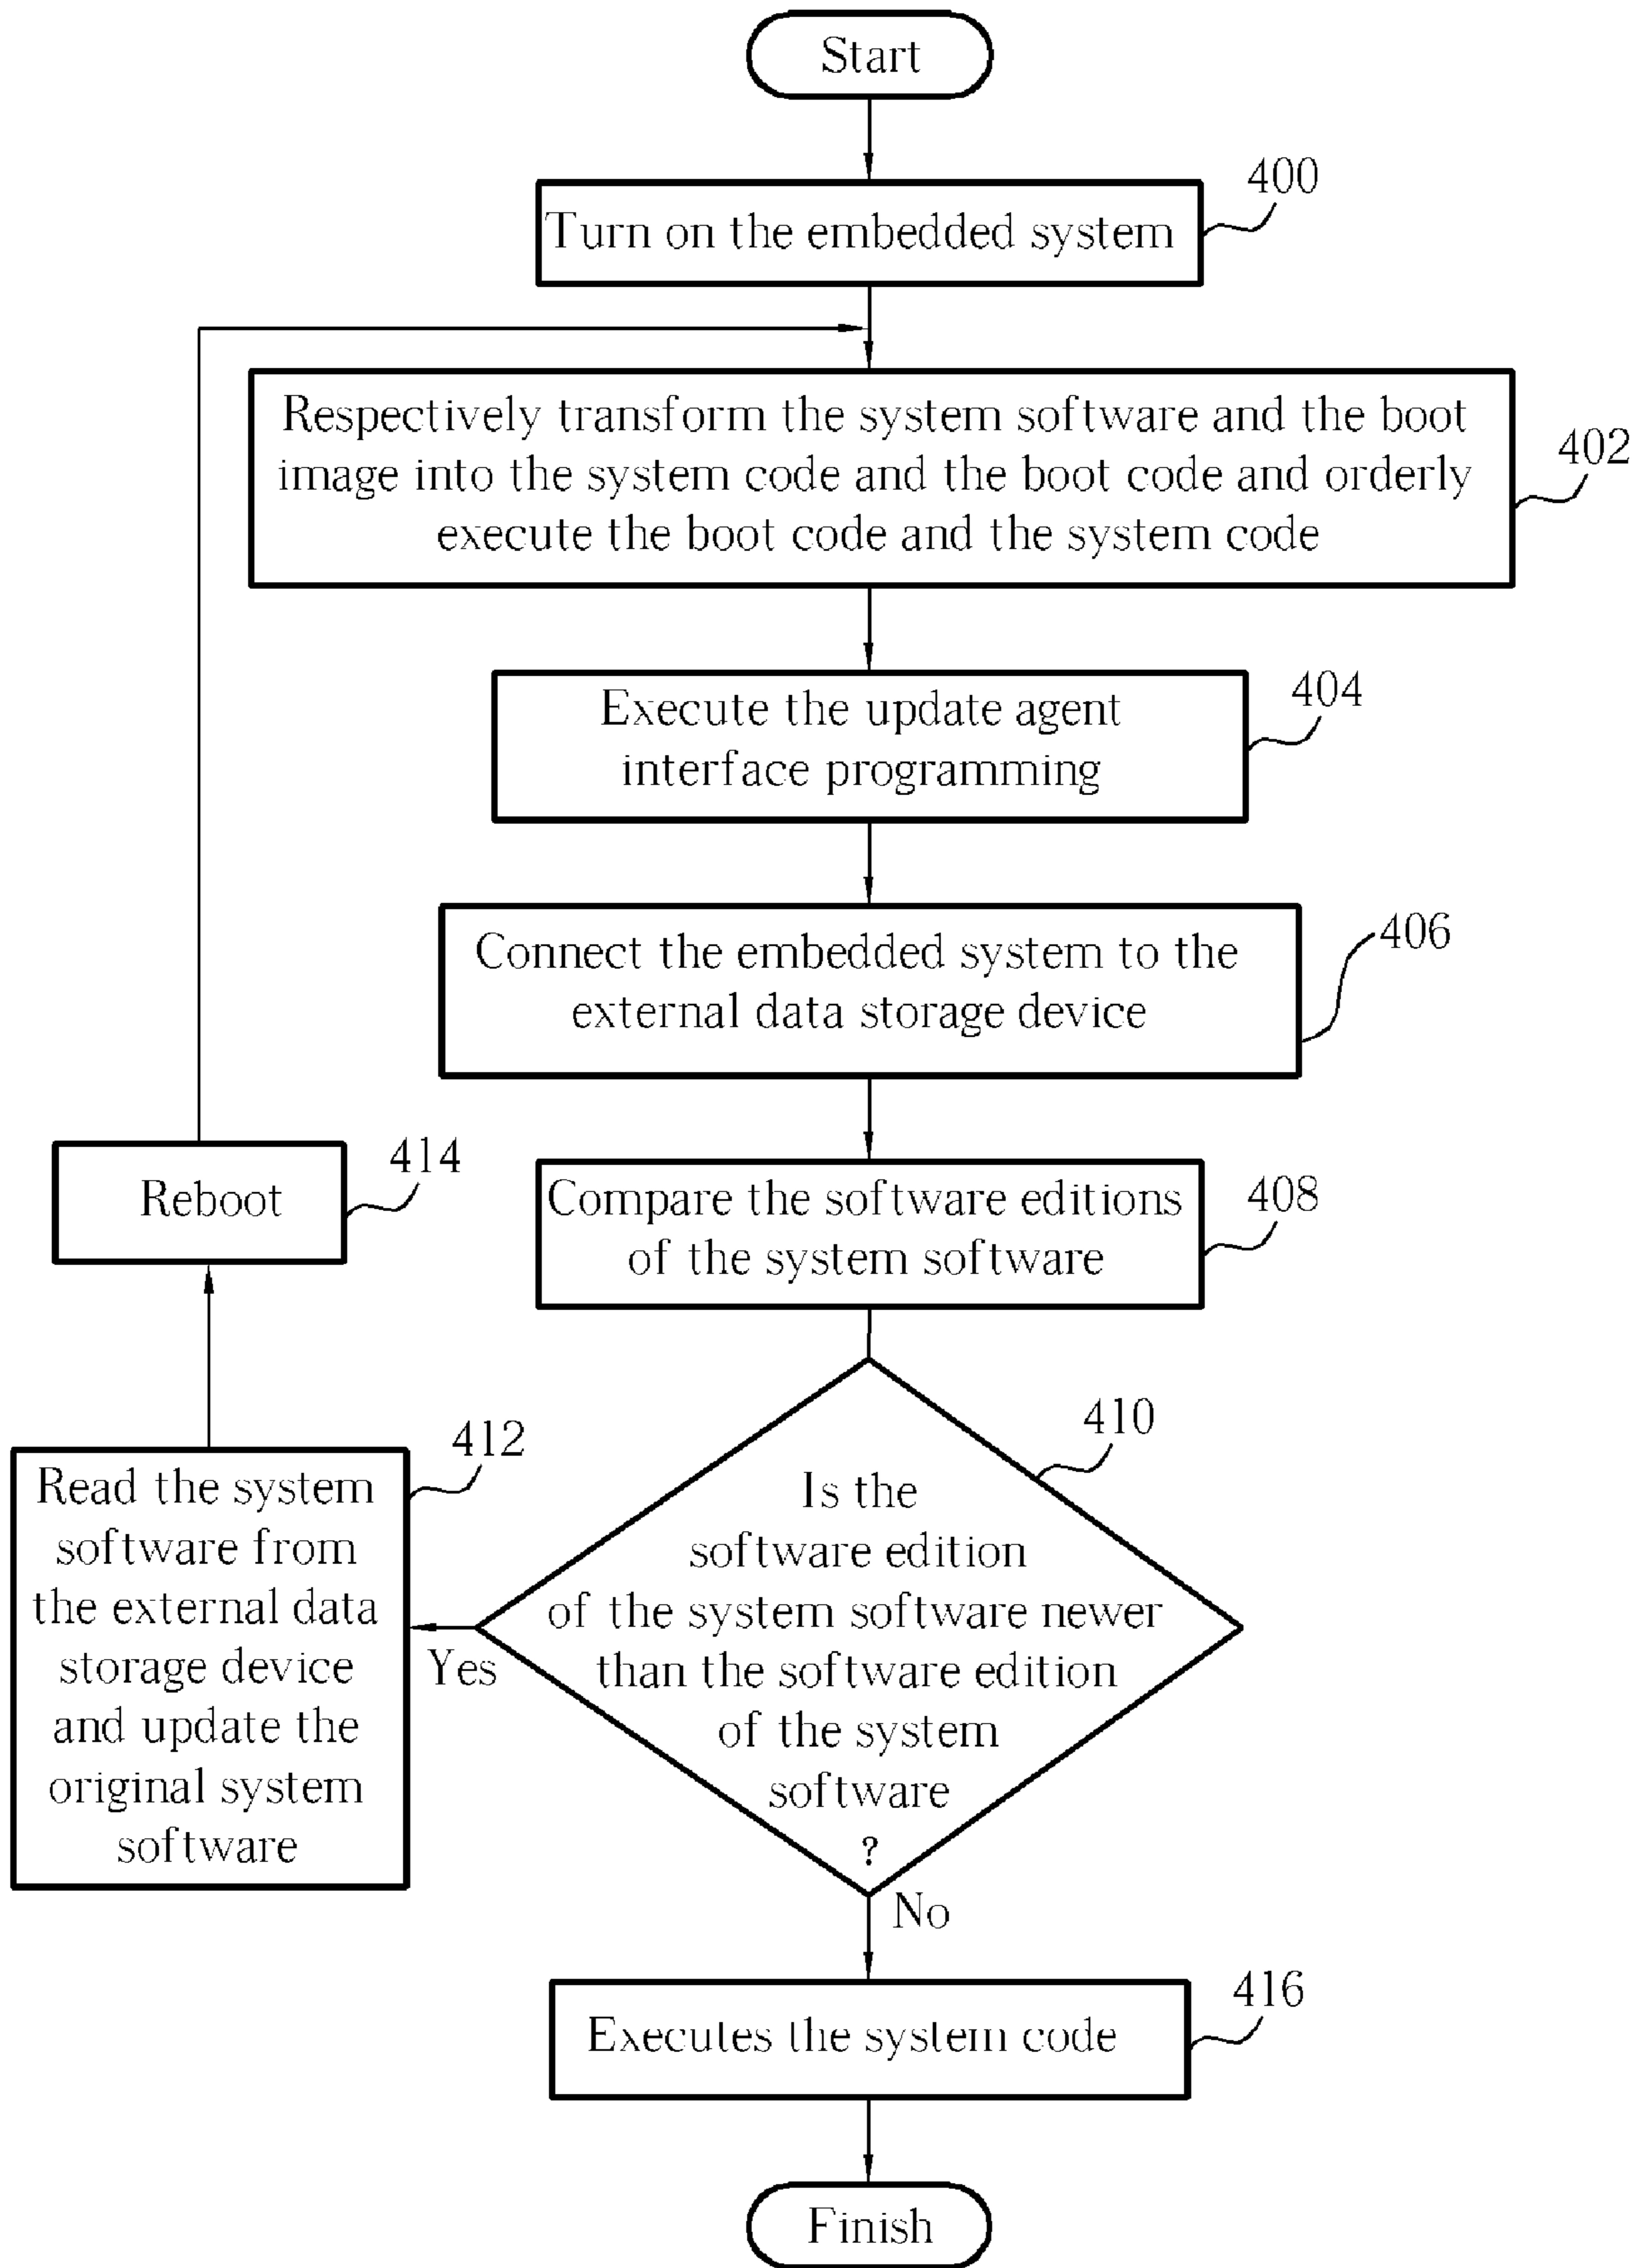 Start
400
Turn on the embedded system
402
Respectively transform the system software and the boot
image into the system code and the boot code and orderly
execute the boot code and the system code
404
Execute the update agent
interface programming
406
Connect the embedded system to the
external data storage device
414
Reboot
408
Compare the software editions
of the system software
410
Is the
software edition
of the system software newer
than the software edition
of the system
software
?
Yes
412
Read the system
software from
the external data
storage device
and update the
original system
software
No
416
Executes the system code
Finish